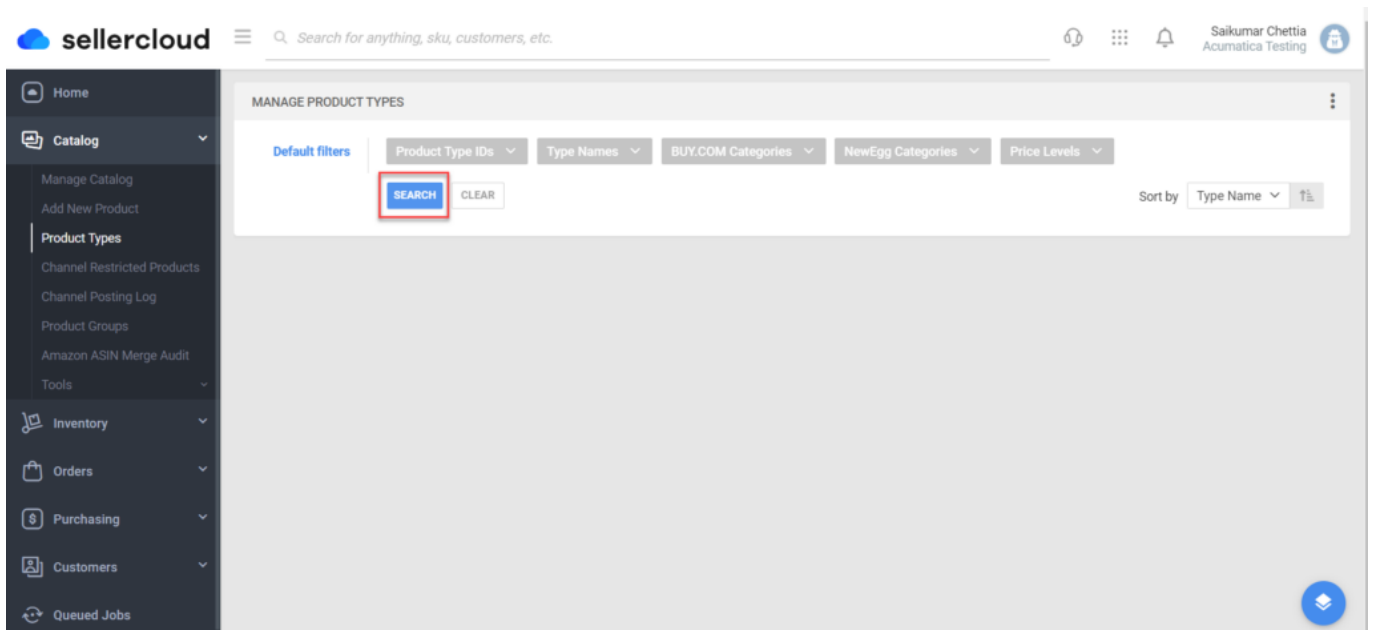 sellercloud
Search for anything, sku, customers, etc.
Saikumar Chettia
Acumatica Testing
Home
Catalog
Manage Catalog
Add New Product
Product Types
Channel Restricted Products
Channel Posting Log
Product Groups
Amazon ASIN Merge Audit
Tools
Inventory
Orders
Purchasing
Customers
Queued Jobs
MANAGE PRODUCT TYPES
Default filters Product Type IDs Type Names BUY.COM Categories NewEgg Categories Price Levels
SEARCH CLEAR Sort by Type Name